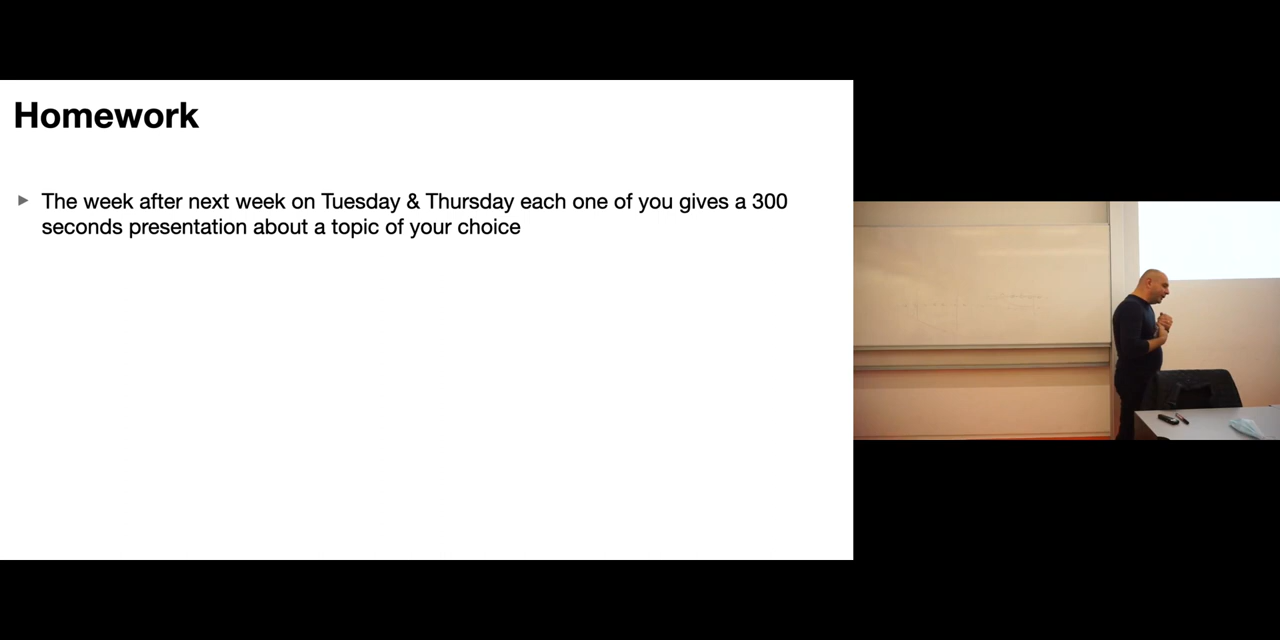 Homework
The week after next week on Tuesday & Thursday each one of you gives a 300
seconds presentation about a topic of your choice